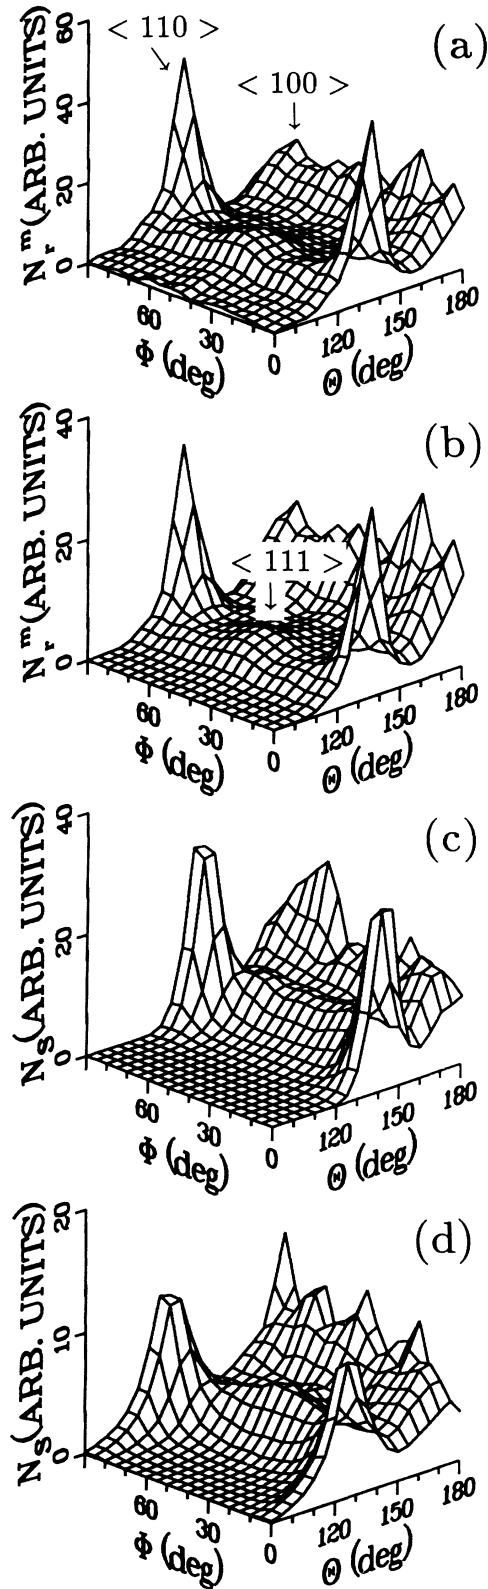 (a)
< 110 >
< 100 >
N_r^m (ARB. UNITS)
60
40
20
0
60
30
0
120
150
180
Φ (deg)
Θ (deg)
(b)
< 111 >
N_r^m (ARB. UNITS)
40
20
0
60
30
0
120
150
180
Φ (deg)
Θ (deg)
(c)
N_S (ARB. UNITS)
40
20
0
60
30
0
120
150
180
Φ (deg)
Θ (deg)
(d)
N_S (ARB. UNITS)
20
10
0
60
30
0
120
150
180
Φ (deg)
Θ (deg)